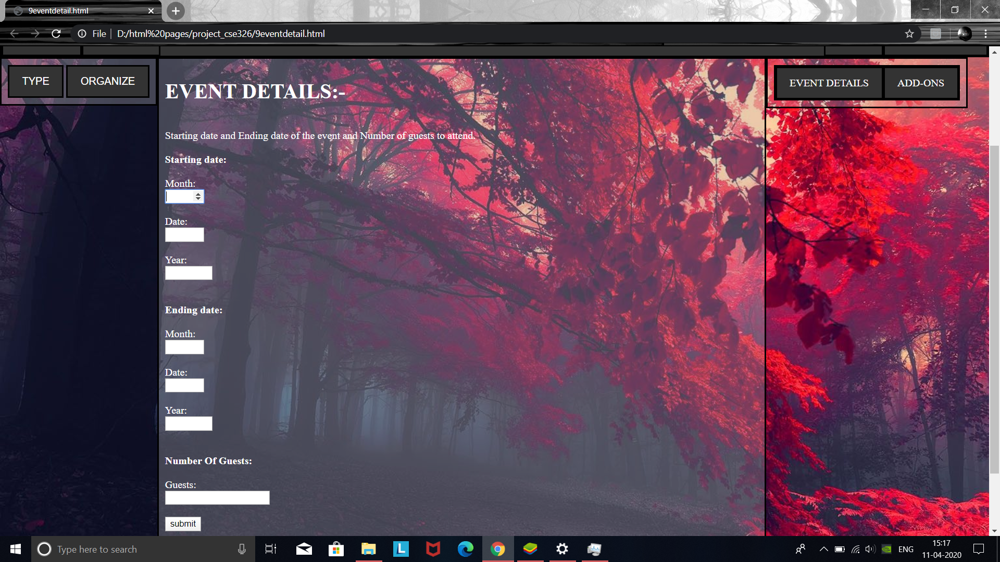 9eventdetail.html
File
D:/html%20pages/project_cse326/9eventdetail.html
TYPE
ORGANIZE
EVENT DETAILS
ADD-ONS
EVENT DETAILS:-
Starting date and Ending date of the event and Number of guests to attend.
Starting date:
Month:
Date:
Year:
Ending date:
Month:
Date:
Year:
Number Of Guests:
Guests:
submit
Type here to search
L
ENG
15:17
11-04-2020